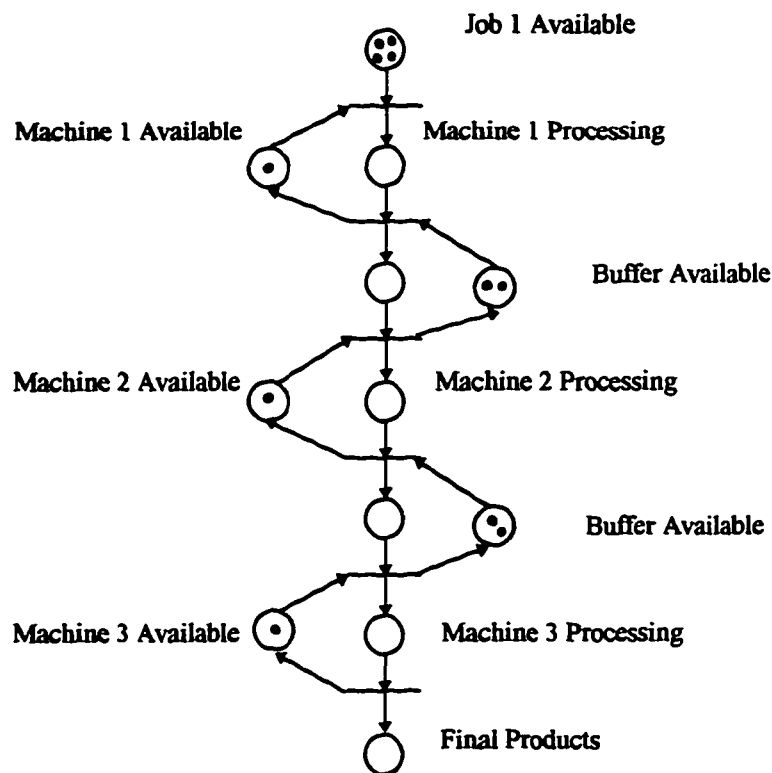 Job 1 Available
Machine 1 Available
Machine 1 Processing
Buffer Available
Machine 2 Available
Machine 2 Processing
Buffer Available
Machine 3 Available
Machine 3 Processing
Final Products